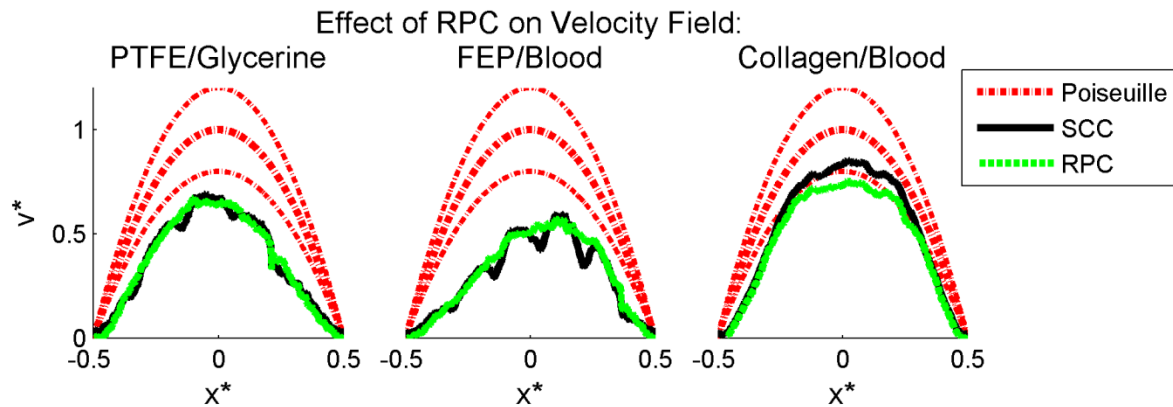 Effect of RPC on Velocity Field:
PTFE/Glycerine FEP/Blood Collagen/Blood
Poiseuille
SCC
RPC
1
0.5
0
v*
-0.5 0 0.5 -0.5 0 0.5 -0.5 0 0.5
x* x* x*